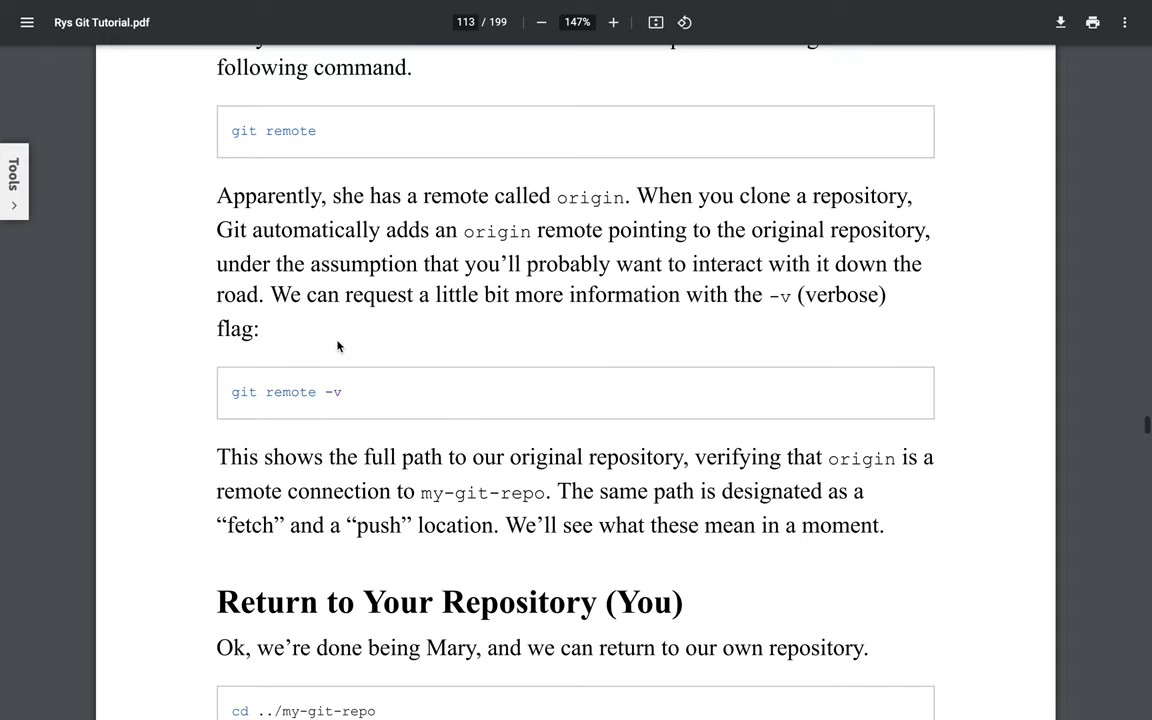 Rys Git Tutorial.pdf
113 / 199
147%
Tools
following command.
git remote
Apparently, she has a remote called origin. When you clone a repository,
Git automatically adds an origin remote pointing to the original repository,
under the assumption that you’ll probably want to interact with it down the
road. We can request a little bit more information with the -v (verbose)
flag:
git remote -v
This shows the full path to our original repository, verifying that origin is a
remote connection to my-git-repo. The same path is designated as a
“fetch” and a “push” location. We’ll see what these mean in a moment.
Return to Your Repository (You)
Ok, we’re done being Mary, and we can return to our own repository.
cd ../my-git-repo